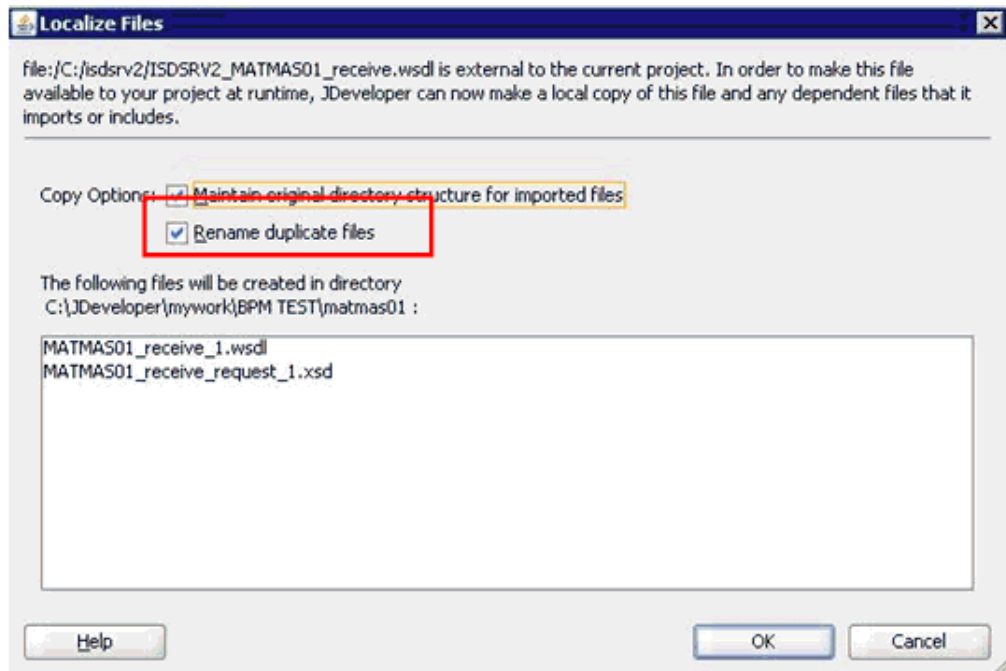 Localize Files
file:/C:/isdsrv2/ISDSRV2_MATMAS01_receive.wsdl is external to the current project. In order to make this file
available to your project at runtime, JDeveloper can now make a local copy of this file and any dependent files that it
imports or includes.
Copy Options: Maintain original directory structure for imported files
Rename duplicate files
The following files will be created in directory
C:\JDeveloper\mywork\BPM TEST\matmas01 :
MATMAS01_receive_1.wsdl
MATMAS01_receive_request_1.xsd
Help OK Cancel